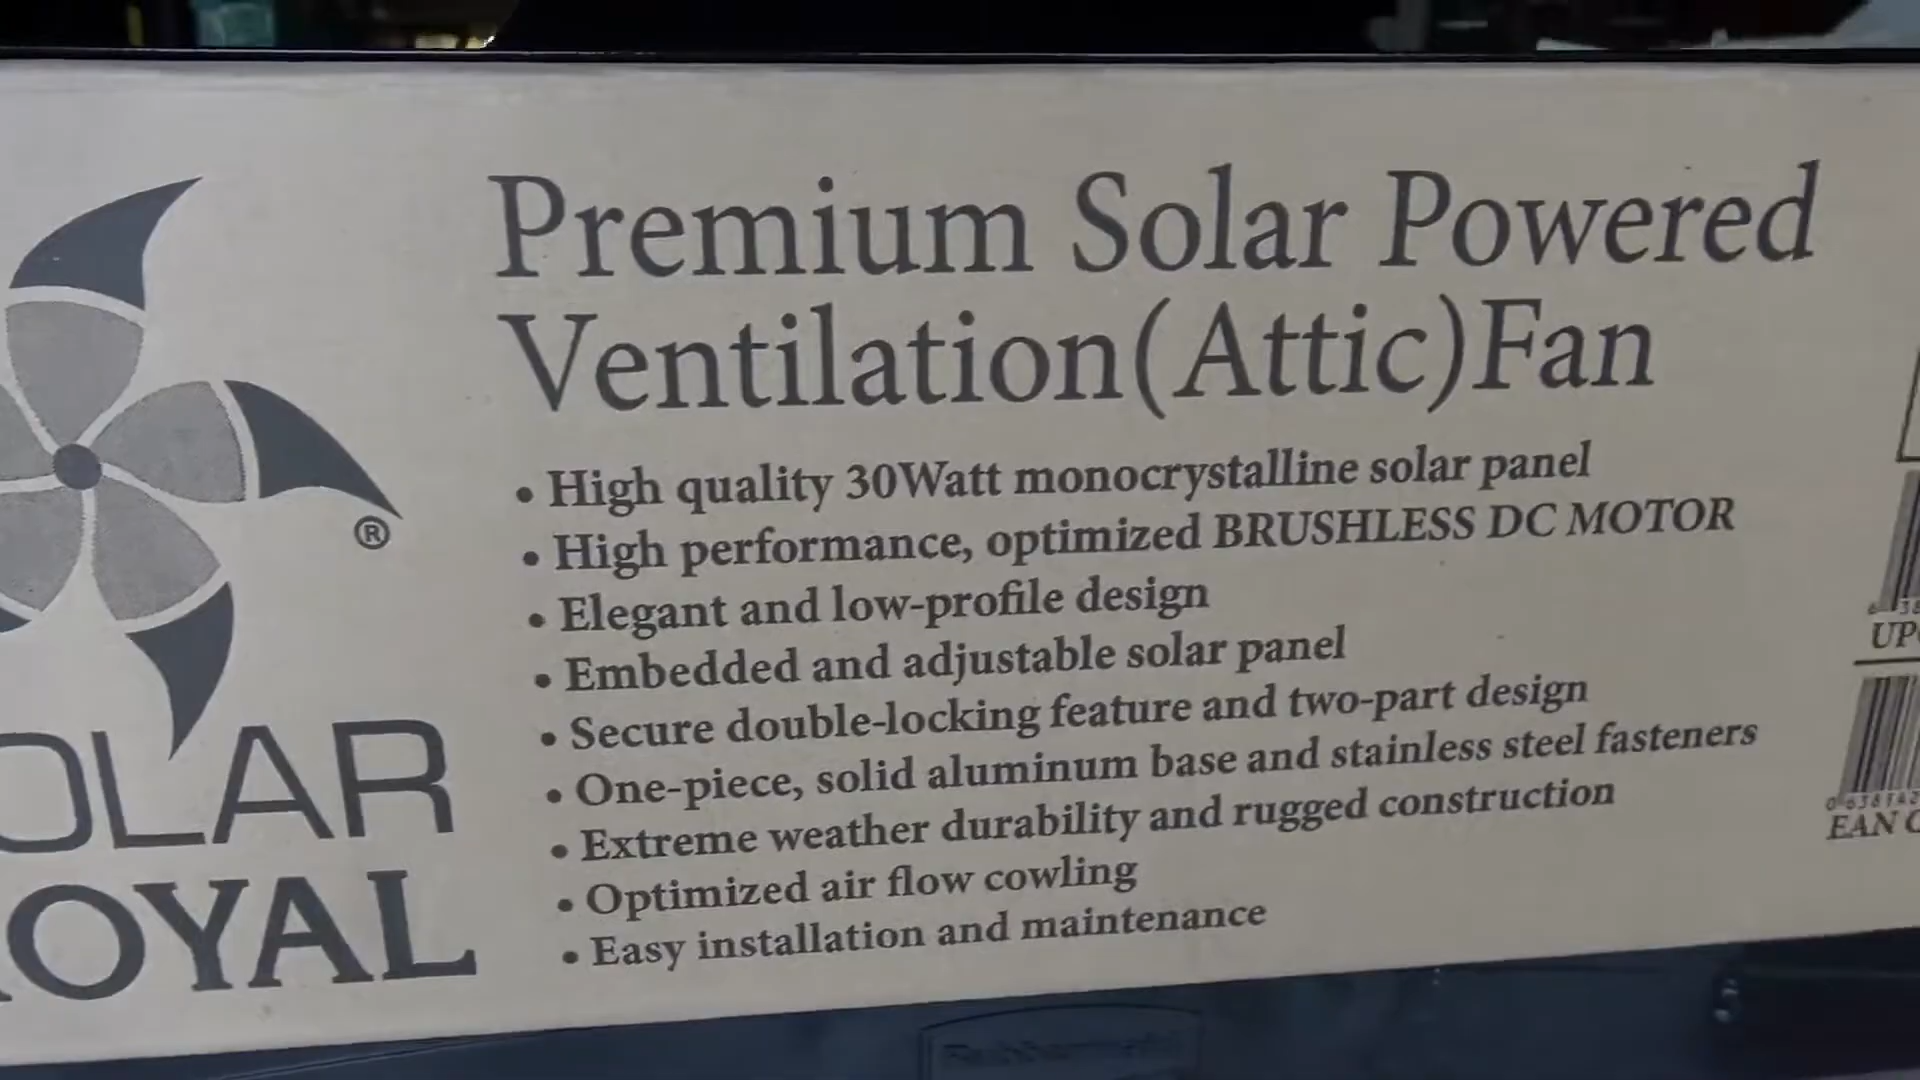 Premium Solar Powered
Ventilation(Attic)Fan
• High quality 30Watt monocrystalline solar panel
• High performance, optimized BRUSHLESS DC MOTOR
• Elegant and low-profile design
• Embedded and adjustable solar panel
• Secure double-locking feature and two-part design
• One-piece, solid aluminum base and stainless steel fasteners
• Extreme weather durability and rugged construction
• Optimized air flow cowling
• Easy installation and maintenance
®
OLAR
OYAL
UP
EAN C